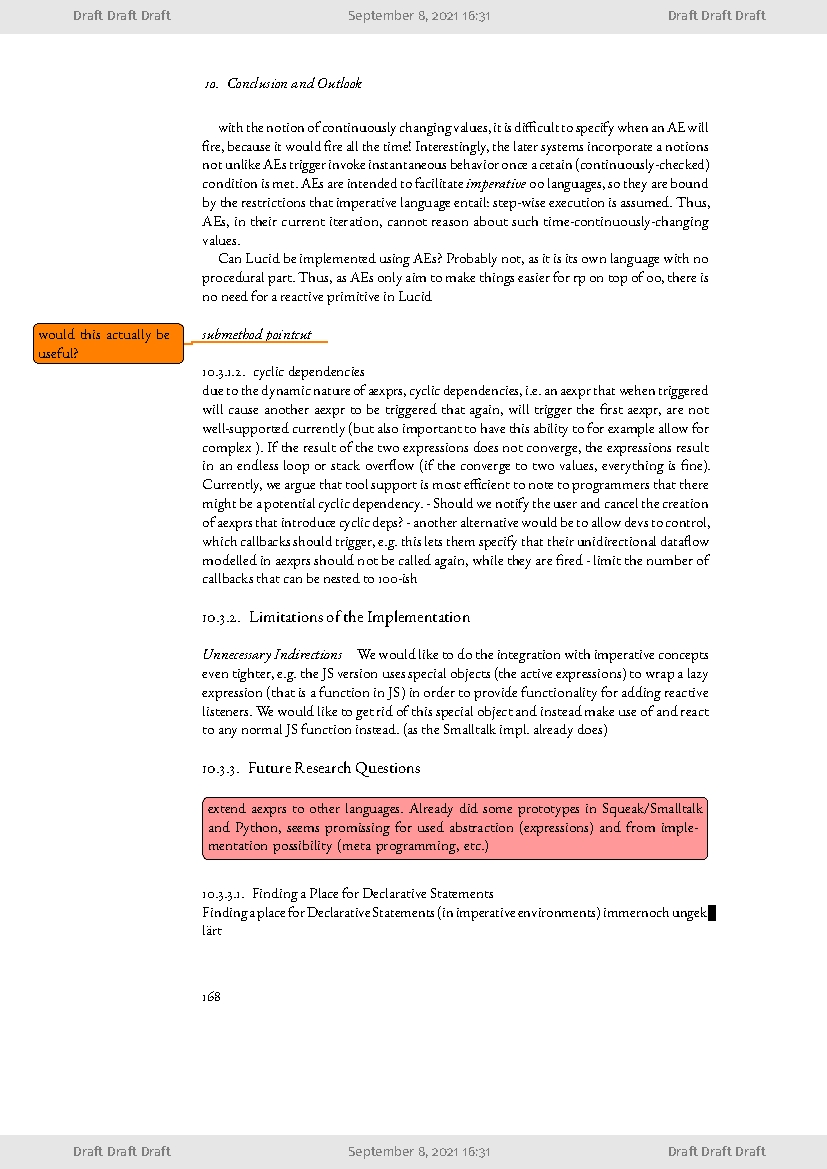 Draft Draft Draft September 8, 2021 16:31 Draft Draft Draft
10. Conclusion and Outlook
with the notion of continuously changing values, it is difficult to specify when an AE will
fire, because it would fire all the time! Interestingly, the later systems incorporate a notions
not unlike AEs trigger invoke instantaneous behavior once a cetain (continuously-checked)
condition is met. AEs are intended to facilitate imperative oo languages, so they are bound
by the restrictions that imperative language entail: step-wise execution is assumed. Thus,
AEs, in their current iteration, cannot reason about such time-continuously-changing
values.
Can Lucid be implemented using AEs? Probably not, as it is its own language with no
procedural part. Thus, as AEs only aim to make things easier for rp on top of oo, there is
no need for a reactive primitive in Lucid
would this actually be
useful?
submethod pointcut
10.3.1.2. cyclic dependencies
due to the dynamic nature of aexprs, cyclic dependencies, i.e. an aexpr that wehen triggered
will cause another aexpr to be triggered that again, will trigger the first aexpr, are not
well-supported currently (but also important to have this ability to for example allow for
complex ). If the result of the two expressions does not converge, the expressions result
in an endless loop or stack overflow (if the converge to two values, everything is fine).
Currently, we argue that tool support is most efficient to note to programmers that there
might be a potential cyclic dependency. - Should we notify the user and cancel the creation
of aexprs that introduce cyclic deps? - another alternative would be to allow devs to control,
which callbacks should trigger, e.g. this lets them specify that their unidirectional dataflow
modelled in aexprs should not be called again, while they are fired - limit the number of
callbacks that can be nested to 100-ish
10.3.2. Limitations of the Implementation
Unnecessary Indirections We would like to do the integration with imperative concepts
even tighter, e.g. the JS version uses special objects (the active expressions) to wrap a lazy
expression (that is a function in JS) in order to provide functionality for adding reactive
listeners. We would like to get rid of this special object and instead make use of and react
to any normal JS function instead. (as the Smalltalk impl. already does)
10.3.3. Future Research Questions
extend aexprs to other languages. Already did some prototypes in Squeak/Smalltalk
and Python, seems promissing for used abstraction (expressions) and from imple-
mentation possibility (meta programming, etc.)
10.3.3.1. Finding a Place for Declarative Statements
Finding a place for Declarative Statements (in imperative environments) immernoch ungek
lärt
168
Draft Draft Draft September 8, 2021 16:31 Draft Draft Draft